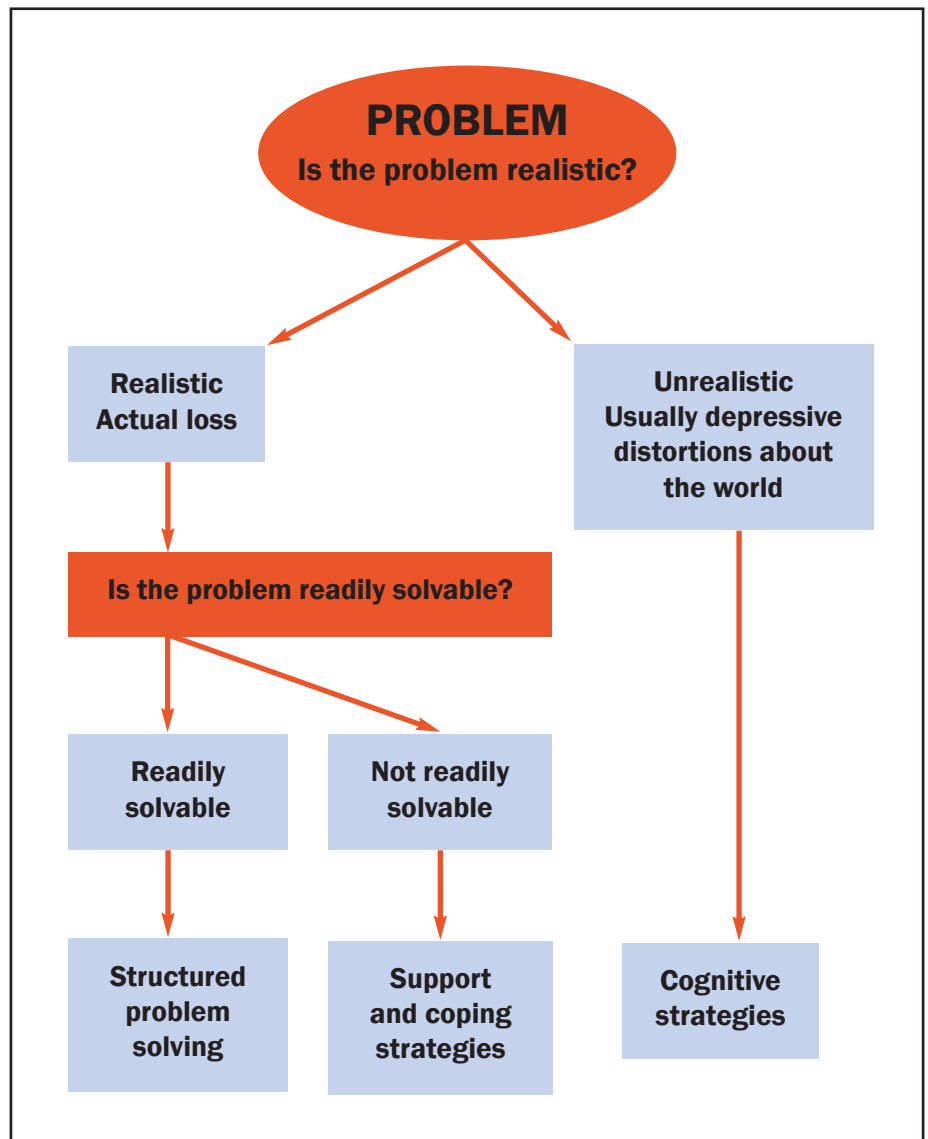 PROBLEM
Is the problem realistic?
Realistic
Actual loss
Unrealistic
Usually depressive
distortions about
the world
Is the problem readily solvable?
Readily
solvable
Not readily
solvable
Structured
problem
solving
Support
and coping
strategies
Cognitive
strategies